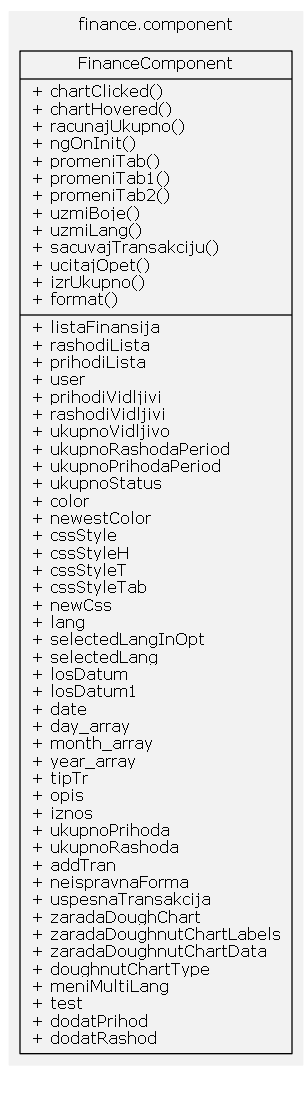 finance.component
FinanceComponent
+ chartClicked()
+ chartHovered()
+ racunajUkupno()
+ ngOnInit()
+ promeniTab()
+ promeniTab1()
+ promeniTab2()
+ uzmiBoje()
+ uzmiLang()
+ sacuvajTransakciju()
+ ucitajOpet()
+ izrUkupno()
+ format()
+ listaFinansija
+ rashodiLista
+ prihodiLista
+ user
+ prihodiVidljivi
+ rashodiVidljivi
+ ukupnoVidljivo
+ ukupnoRashodaPeriod
+ ukupnoPrihodaPeriod
+ ukupnoStatus
+ color
+ newestColor
+ cssStyle
+ cssStyleH
+ cssStyleT
+ cssStyleTab
+ newCss
+ lang
+ selectedLangInOpt
+ selectedLang
+ losDatum
+ losDatum1
+ date
+ day_array
+ month_array
+ year_array
+ tipTr
+ opis
+ iznos
+ ukupnoPrihoda
+ ukupnoRashoda
+ addTran
+ neispravnaForma
+ uspesnaTransakcija
+ zaradaDoughChart
+ zaradaDoughnutChartLabels
+ zaradaDoughnutChartData
+ doughnutChartType
+ meniMultiLang
+ test
+ dodatPrihod
+ dodatRashod